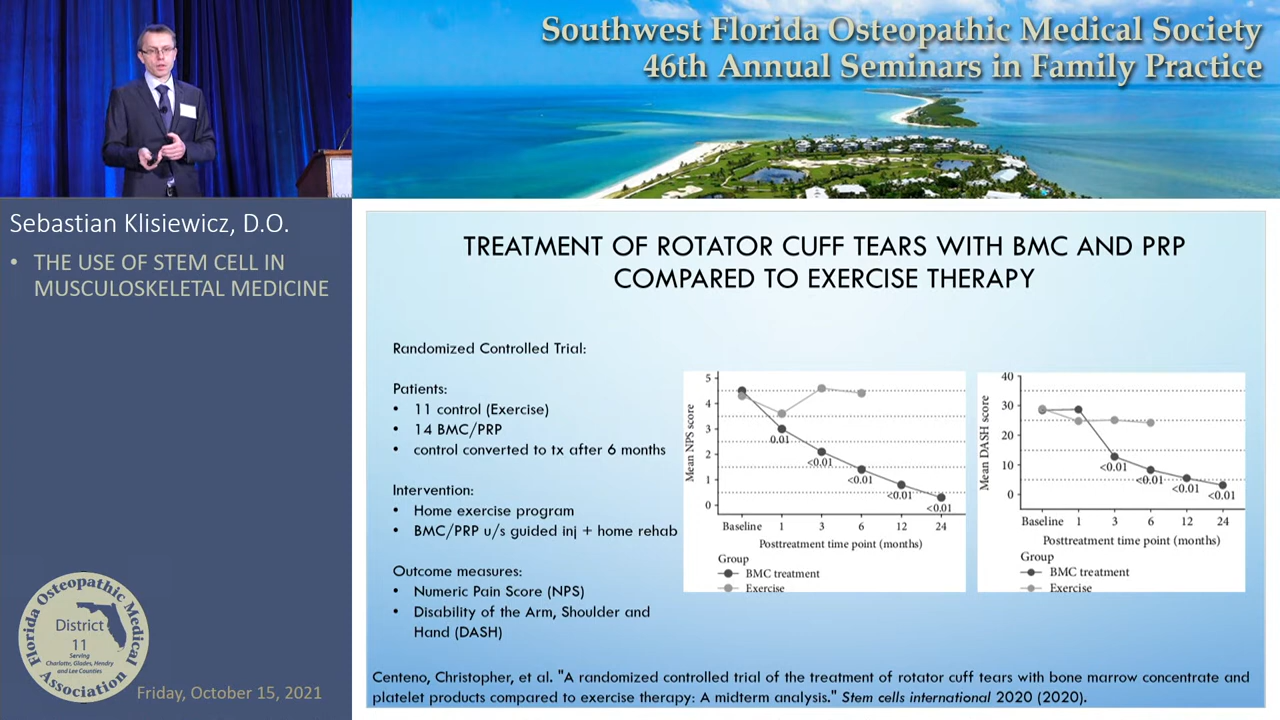 Southwest Florida Osteopathic Medical Society
46th Annual Seminars in Family Practice
Sebastian Klisiewicz, D.O.
• THE USE OF STEM CELL IN
MUSCULOSKELETAL MEDICINE
Florida Osteopathic Medical Association
District
11
Serving
Charlotte, Glades, Hendry
and Lee Counties
Friday, October 15, 2021
TREATMENT OF ROTATOR CUFF TEARS WITH BMC AND PRP
COMPARED TO EXERCISE THERAPY
Randomized Controlled Trial:
Patients:
• 11 control (Exercise)
• 14 BMC/PRP
• control converted to tx after 6 months
Intervention:
• Home exercise program
• BMC/PRP u/s guided inj + home rehab
Outcome measures:
• Numeric Pain Score (NPS)
• Disability of the Arm, Shoulder and
Hand (DASH)
Mean NPS score
5
4
3
2
1
0
0.01
<0.01
<0.01
<0.01
<0.01
Baseline 1 3 6 12 24
Posttreatment time point (months)
Group
BMC treatment
Exercise
Mean DASH score
40
30
20
10
0
<0.01
<0.01
<0.01
<0.01
Baseline 1 3 6 12 24
Posttreatment time point (months)
Group
BMC treatment
Exercise
Centeno, Christopher, et al. "A randomized controlled trial of the treatment of rotator cuff tears with bone marrow concentrate and
platelet products compared to exercise therapy: A midterm analysis." Stem cells international 2020 (2020).